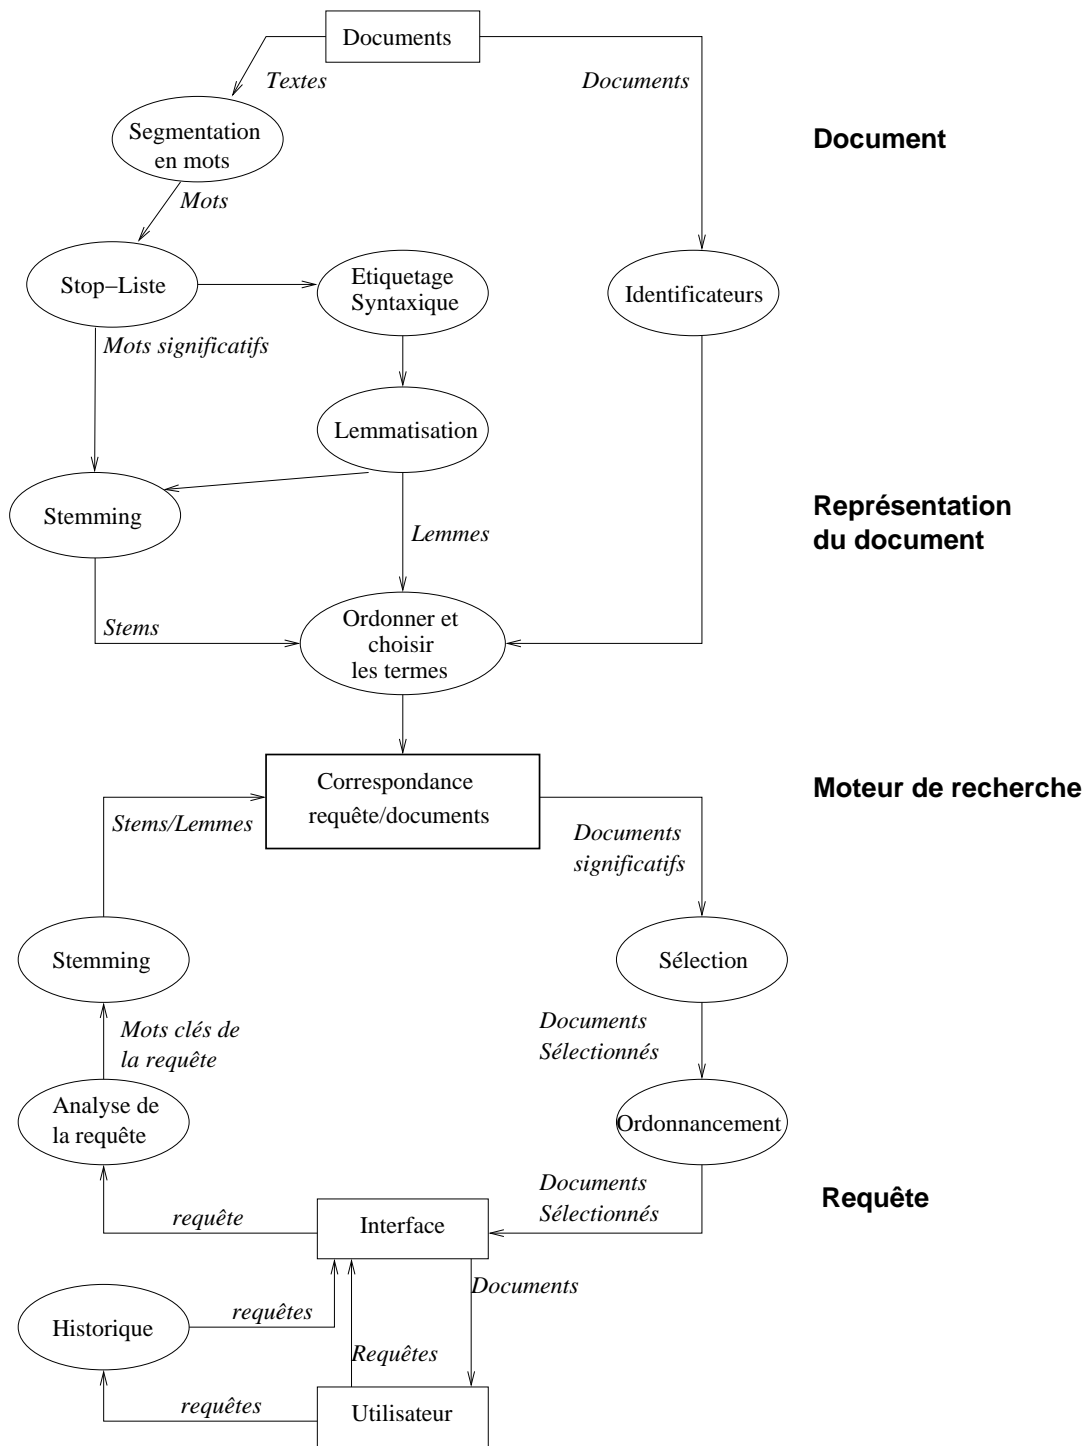 Documents
Textes
Documents
Segmentation
en mots
Document
Mots
Stop–Liste
Etiquetage
Syntaxique
Identificateurs
Mots significatifs
Lemmatisation
Stemming
Lemmes
Représentation
du document
Stems
Ordonner et
choisir
les termes
Correspondance
requête/documents
Moteur de recherche
Stems/Lemmes
Documents
significatifs
Stemming
Sélection
Mots clés de
la requête
Documents
Sélectionnés
Analyse de
la requête
Ordonnancement
Documents
Sélectionnés
Requête
requête
Interface
Documents
Historique
requêtes
Requêtes
requêtes
Utilisateur